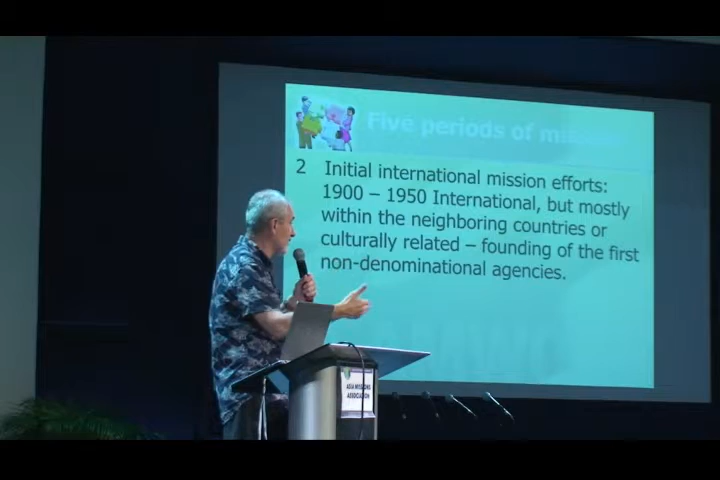 Five periods of
2 Initial international mission efforts:
1900 – 1950 International, but mostly
within the neighboring countries or
culturally related – founding of the first
non-denominational agencies.
ASIA MISSIONS
ASSOCIATION